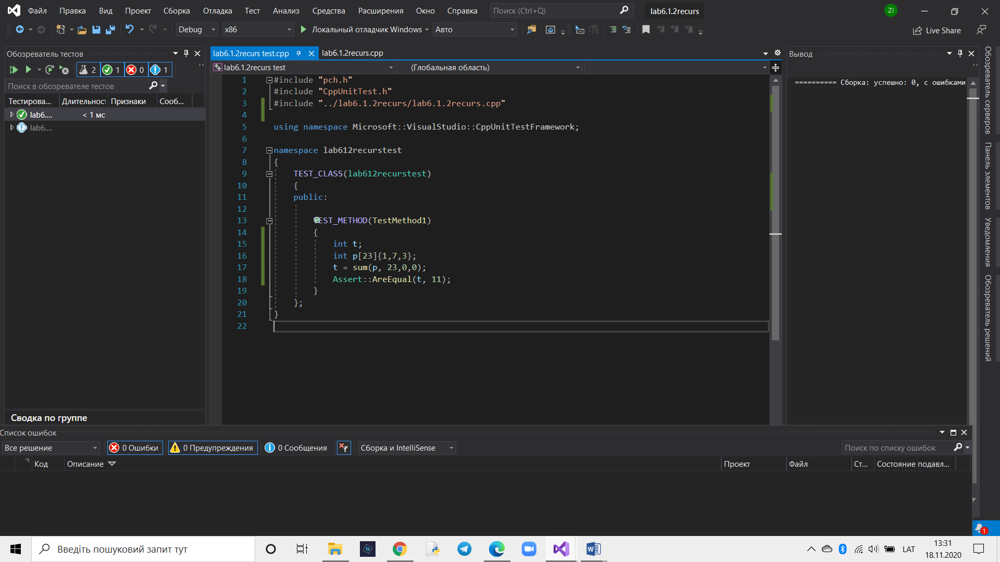 Файл Правка Вид Проект Сборка Отладка Тест Анализ Средства Расширения Окно Справка Поиск (Ctrl+Q) lab6.1.2recurs ZI
Debug x86 Локальный отладчик Windows Авто Live Share
Обозреватель тестов
2 1 0 1
Поиск в обозревателе тестов
Тестирова... Длительнос Признаки Сооб...
lab6.... < 1 мс
lab6....
Сводка по группе
lab6.1.2recurs test.cpp lab6.1.2recurs.cpp
lab6.1.2recurs test (Глобальная область)
1 #include "pch.h"
2 #include "CppUnitTest.h"
3 #include "../lab6.1.2recurs/lab6.1.2recurs.cpp"
4
5 using namespace Microsoft::VisualStudio::CppUnitTestFramework;
6
7 namespace lab612recurstest
8 {
9 TEST_CLASS(lab612recurstest)
10 {
11 public:
12
13 TEST_METHOD(TestMethod1)
14 {
15 int t;
16 int p[23]{1,7,3};
17 t = sum(p, 23,0,0);
18 Assert::AreEqual(t, 11);
19 }
20 };
21 }
22
Вывод
========== Сборка: успешно: 0, с ошибками
Обозреватель серверов
Панель элементов
Уведомления
Обозреватель решений
Список ошибок
Все решение 0 Ошибки 0 Предупреждения 0 Сообщения Сборка и IntelliSense Поиск по списку ошибок
Код Описание Проект Файл Ст... Состояние подавл...
1
Введіть пошуковий запит тут
LAT
13:31
18.11.2020